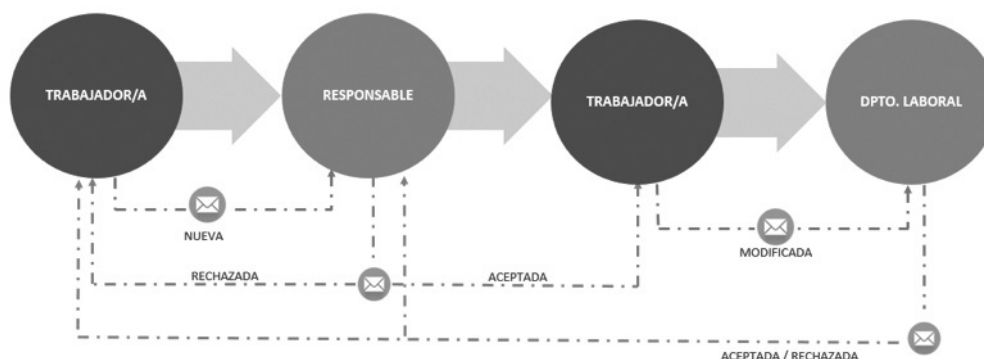 TRABAJADOR/A
RESPONSABLE
TRABAJADOR/A
DPTO. LABORAL
NUEVA
MODIFICADA
RECHAZADA
ACEPTADA
ACEPTADA / RECHAZADA